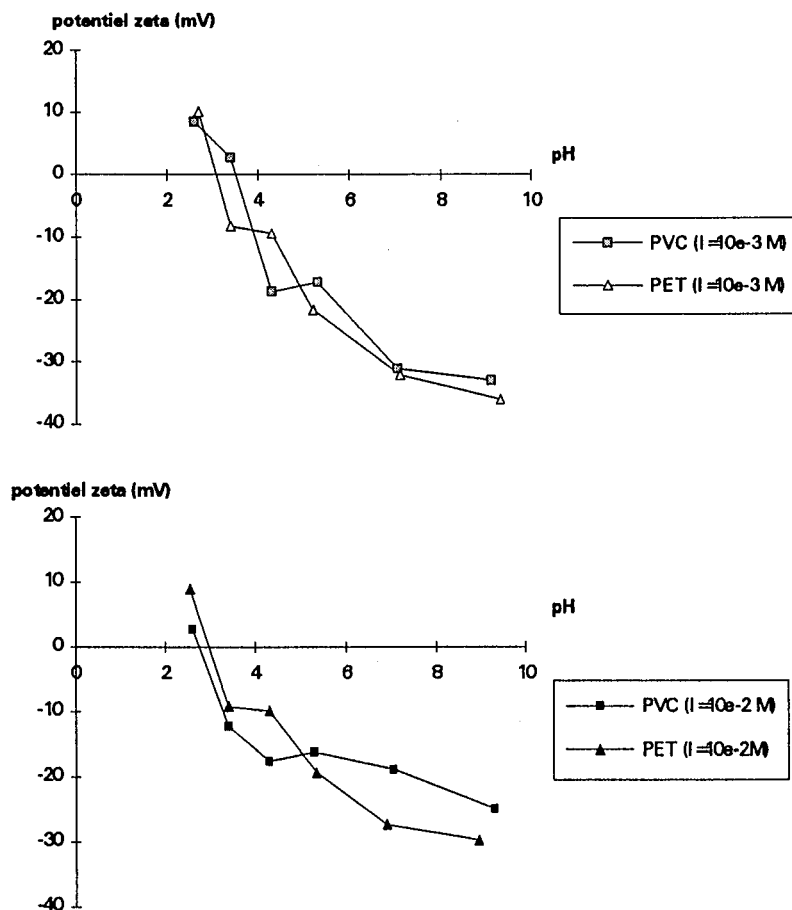 potentiel zeta (mV)
20
10
0
-10
-20
-30
-40
0 2 4 6 8 10
pH
PVC (I =10e-3 M)
PET (I =10e-3 M)
potentiel zeta (mV)
20
10
0
-10
-20
-30
-40
0 2 4 6 8 10
pH
PVC (I =10e-2 M)
PET (I =10e-2M)